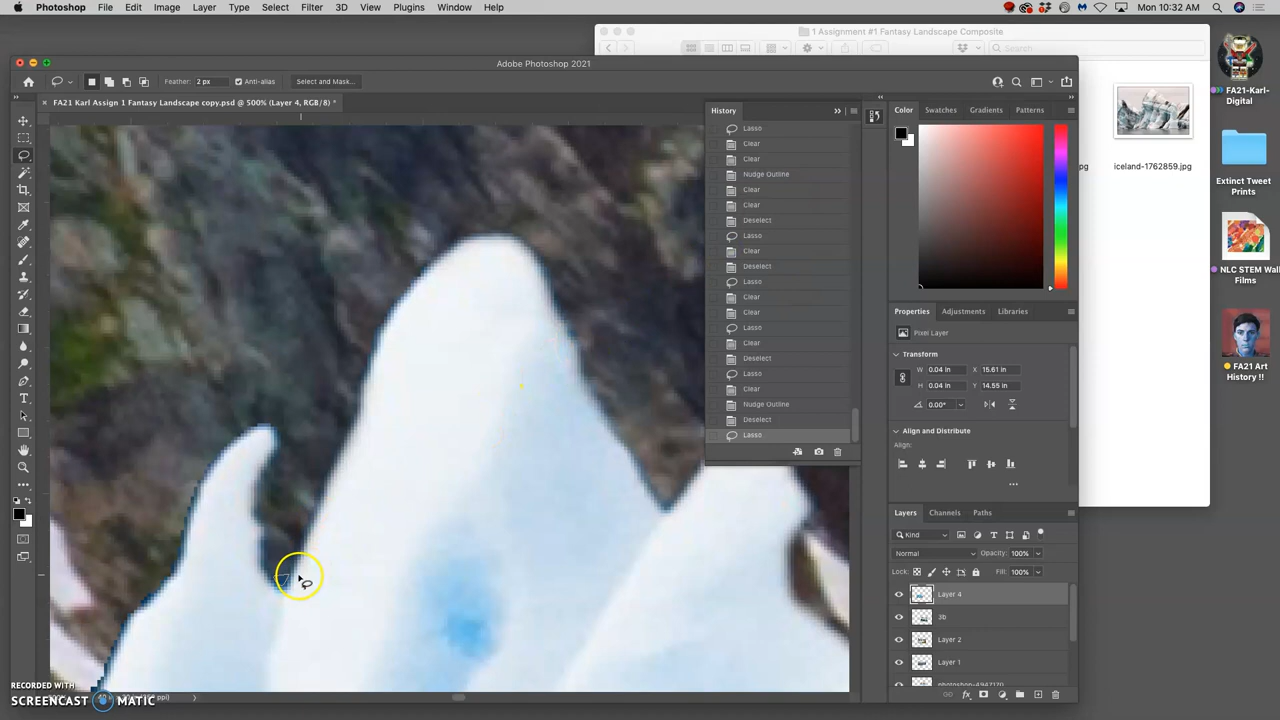 Photoshop File Edit Image Layer Type Select Filter 3D View Plugins Window Help Mon 10:32 AM
1 Assignment #1 Fantasy Landscape Composite
Search
Adobe Photoshop 2021
Feather: 2 px Anti-alias Select and Mask...
FA21 Karl Assign 1 Fantasy Landscape copy.psd @ 500% (Layer 4, RGB/8) *
History
Lasso
Clear
Clear
Nudge Outline
Clear
Clear
Deselect
Lasso
Clear
Deselect
Lasso
Clear
Clear
Lasso
Clear
Deselect
Lasso
Clear
Nudge Outline
Deselect
Lasso
Color Swatches Gradients Patterns
Properties Adjustments Libraries
Pixel Layer
Transform
W 0.04 in X 15.61 in
H 0.04 in Y 14.55 in
0.00°
Align and Distribute
Align:
Layers Channels Paths
Kind
Normal Opacity: 100%
Lock: Fill: 100%
Layer 4
3b
Layer 2
Layer 1
pg iceland-1762859.jpg
FA21-Karl-
Digital
Extinct Tweet
Prints
NLC STEM Wall
Films
FA21 Art
History !!
RECORDED WITH
SCREENCAST MATIC